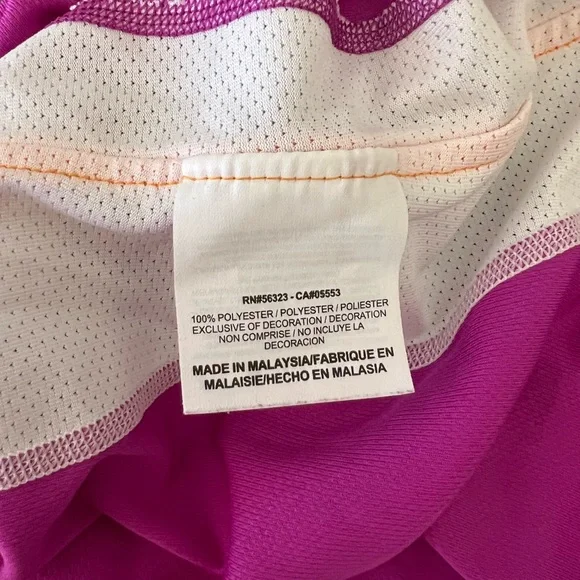 RN#56323 - CA#05553
100% POLYESTER / POLYESTER / POLIESTER
EXCLUSIVE OF DECORATION / DECORATION
NON COMPRISE / NO INCLUYE LA
DECORACION
MADE IN MALAYSIA/FABRIQUE EN
MALAISIE/HECHO EN MALASIA